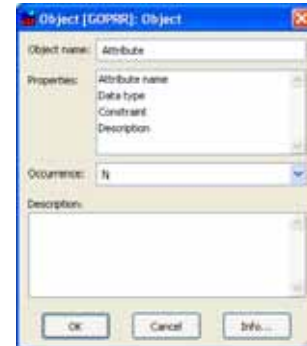 Object [GOPRR]: Object
Object name: Attribute
Properties: Attribute name
Data type
Constraint
Description
Occurrence: N
Description:
OK Cancel Info...